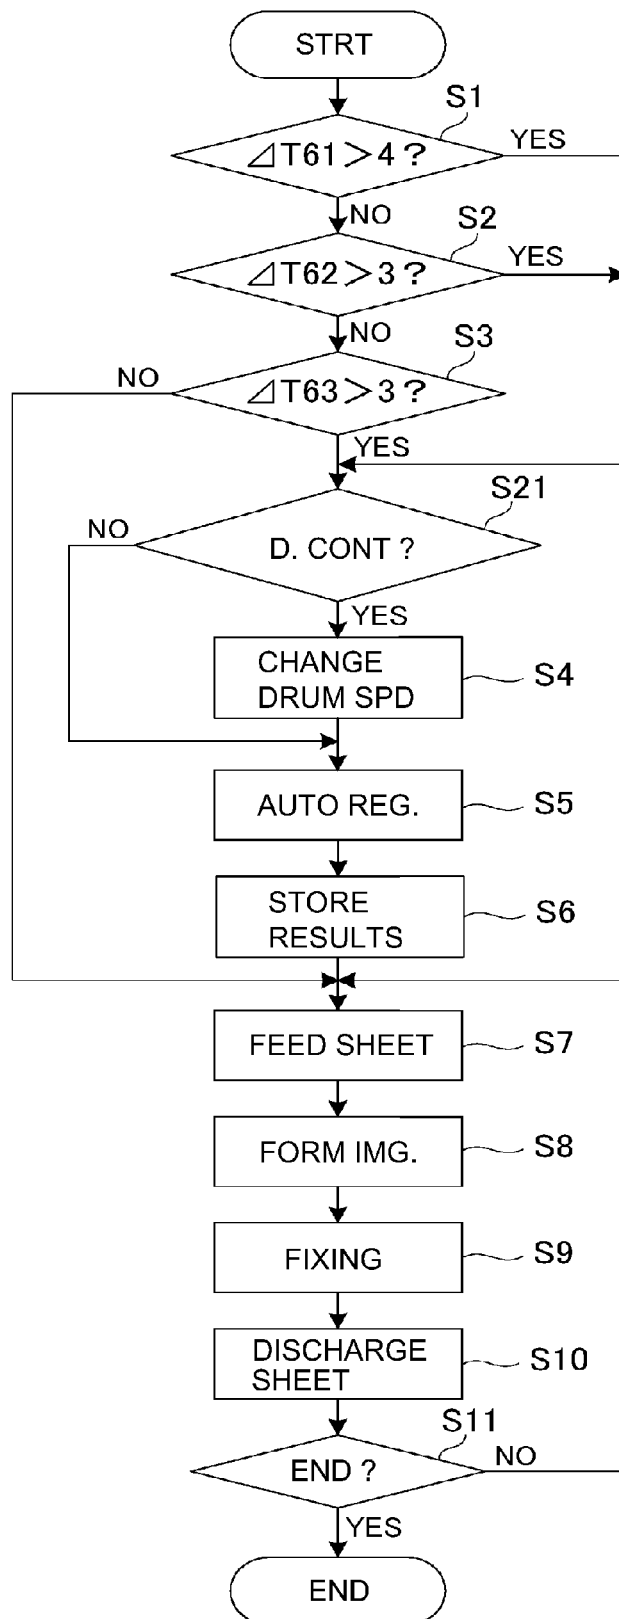 STRT
S1
⊿T61>4?
YES
NO
S2
⊿T62>3?
YES
NO
S3
NO
⊿T63>3?
YES
S21
NO
D. CONT ?
YES
CHANGE
DRUM SPD
S4
AUTO REG.
S5
STORE
RESULTS
S6
FEED SHEET
S7
FORM IMG.
S8
FIXING
S9
DISCHARGE
SHEET
S10
S11
END ?
NO
YES
END